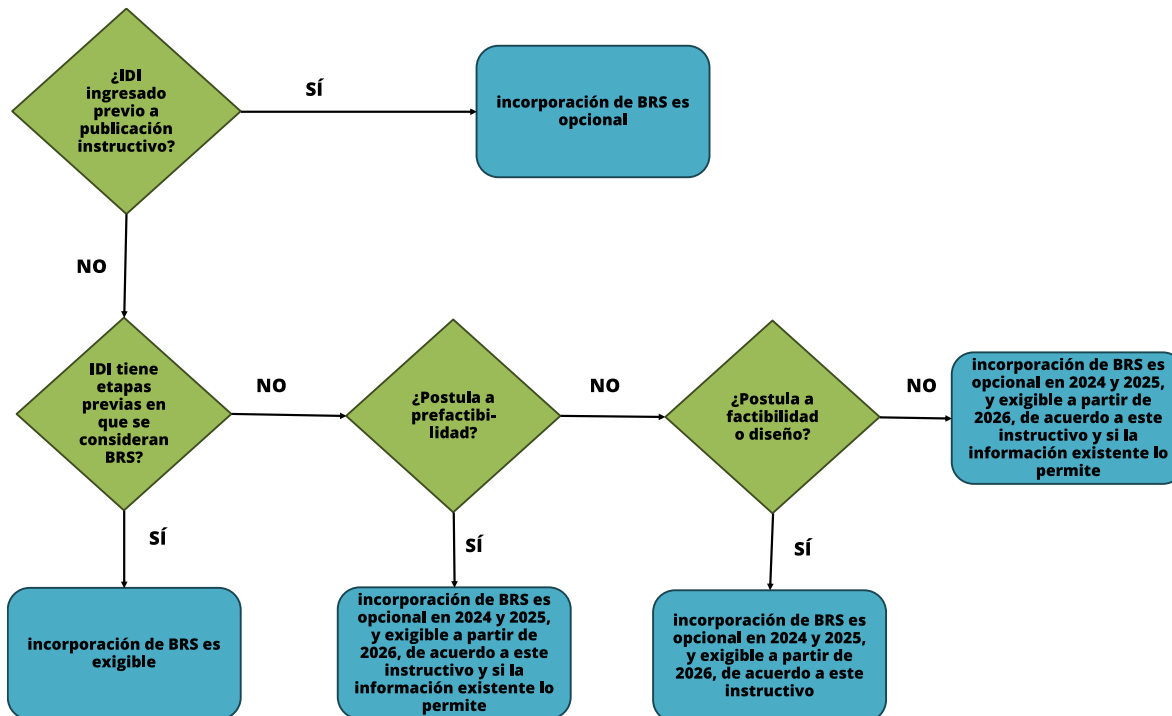 ¿IDI
ingresado
previo a
publicación
instructivo?
SÍ
incorporación de BRS es
opcional
NO
IDI tiene
etapas
previas en
que se
consideran
BRS?
NO
¿Postula a
prefactibi-
lidad?
NO
¿Postula a
factibilidad
o diseño?
NO
incorporación de BRS es
opcional en 2024 y 2025,
y exigible a partir de
2026, de acuerdo a este
instructivo y si la
información existente lo
permite
SÍ
SÍ
SÍ
incorporación de BRS es
exigible
incorporación de BRS es
opcional en 2024 y 2025,
y exigible a partir de
2026, de acuerdo a este
instructivo y si la
información existente lo
permite
incorporación de BRS es
opcional en 2024 y 2025,
y exigible a partir de
2026, de acuerdo a este
instructivo